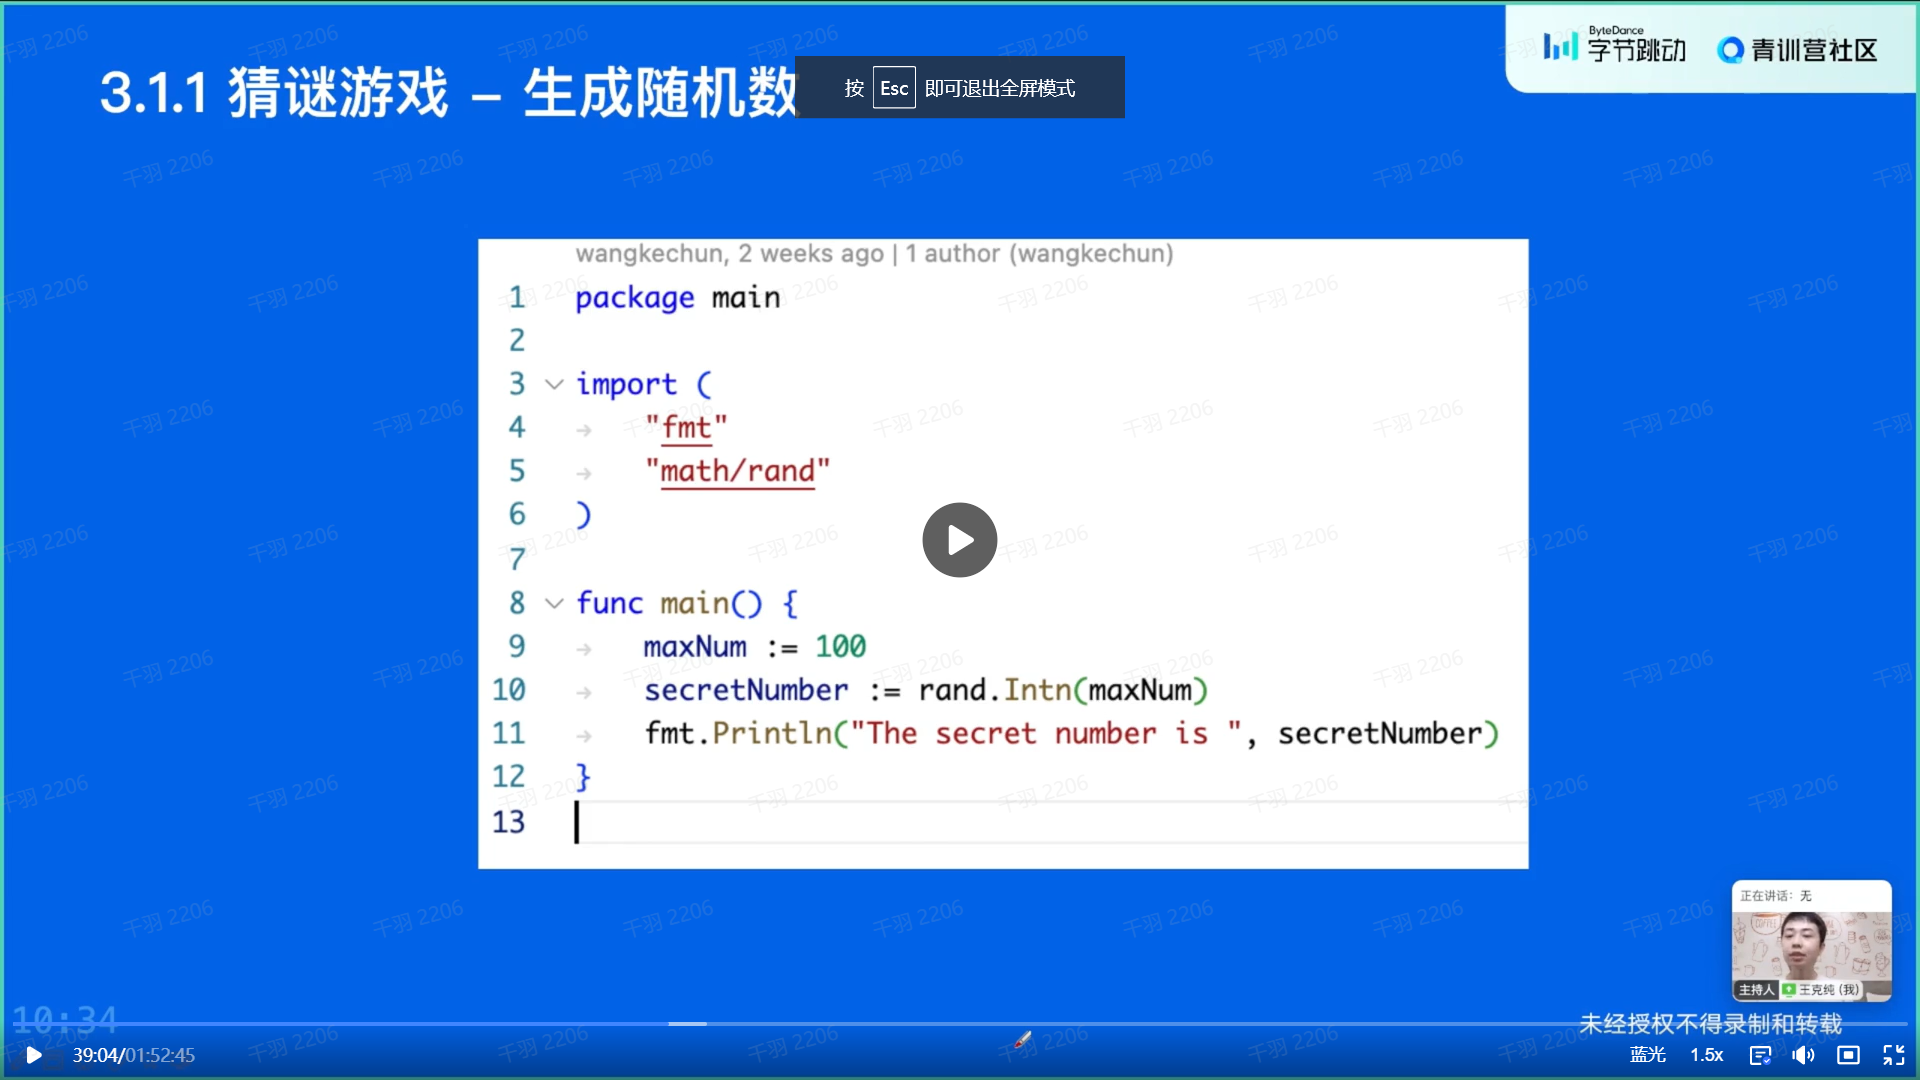 ByteDance
字节跳动
青训营社区
3.1.1 猜谜游戏 – 生成随机数
按 Esc 即可退出全屏模式
wangkechun, 2 weeks ago | 1 author (wangkechun)
1 package main
2
3 import (
4 "fmt"
5 "math/rand"
6 )
7
8 func main() {
9 maxNum := 100
10 secretNumber := rand.Intn(maxNum)
11 fmt.Println("The secret number is ", secretNumber)
12 }
13
正在讲话: 无
COFFEE
主持人 王克纯 (我)
10:34
未经授权不得录制和转载
39:04/01:52:45
蓝光 1.5x
千羽 2206